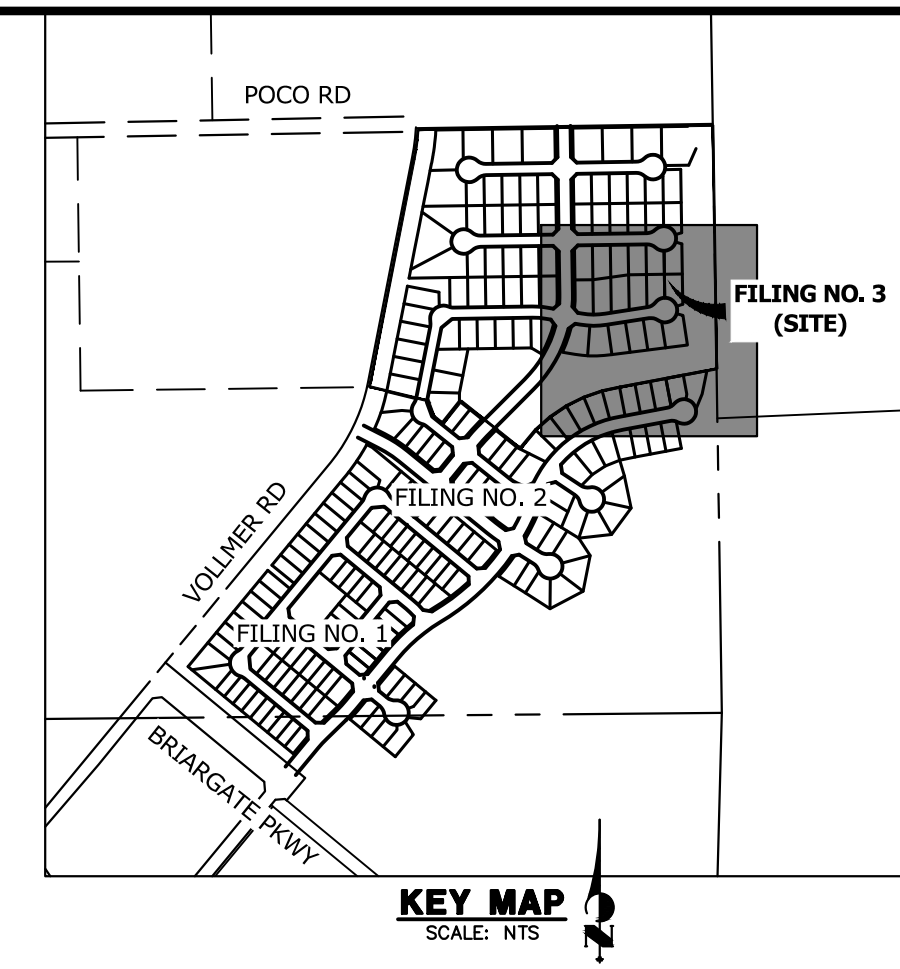 POCO RD
FILING NO. 3
(SITE)
FILING NO. 2
VOLLMER RD
FILING NO. 1
BRIARGATE PKWY
KEY MAP
SCALE: NTS
N